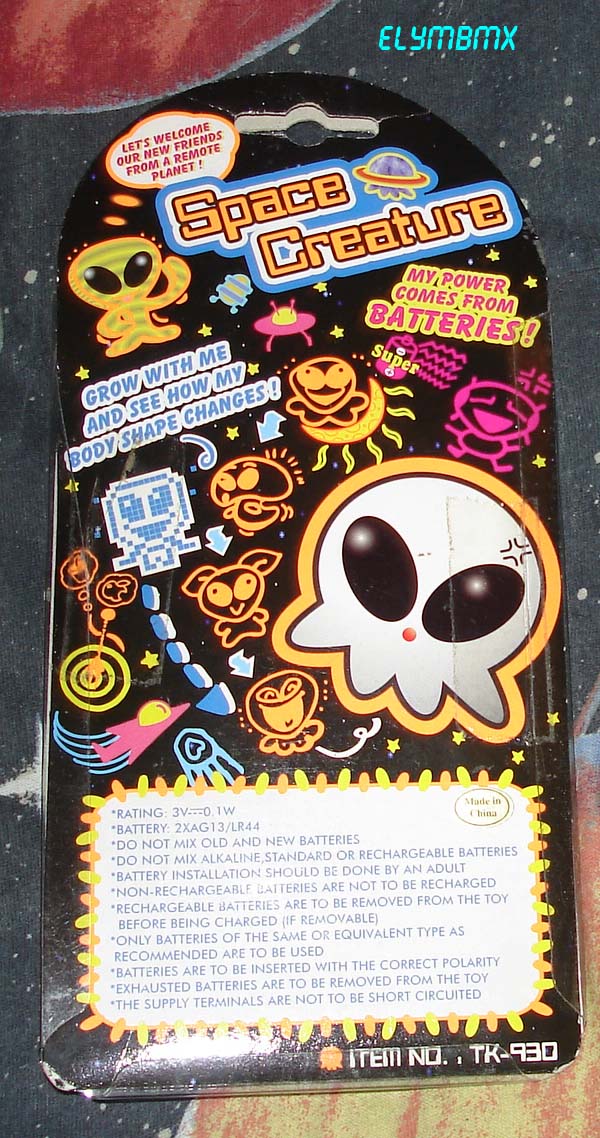 ELYMBMX
LET'S WELCOME
OUR NEW FRIENDS
FROM A REMOTE
PLANET !
Space
Creature
MY POWER
COMES FROM
BATTERIES !
Super
GROW WITH ME
AND SEE HOW MY
BODY SHAPE CHANGES !
Made in
China
*RATING: 3V---0.1W
*BATTERY: 2XAG13/LR44
*DO NOT MIX OLD AND NEW BATTERIES
*DO NOT MIX ALKALINE,STANDARD OR RECHARGEABLE BATTERIES
*BATTERY INSTALLATION SHOULD BE DONE BY AN ADULT
*NON-RECHARGEABLE BATTERIES ARE NOT TO BE RECHARGED
*RECHARGEABLE BATTERIES ARE TO BE REMOVED FROM THE TOY
BEFORE BEING CHARGED (IF REMOVABLE)
*ONLY BATTERIES OF THE SAME OR EQUIVALENT TYPE AS
RECOMMENDED ARE TO BE USED
*BATTERIES ARE TO BE INSERTED WITH THE CORRECT POLARITY
*EXHAUSTED BATTERIES ARE TO BE REMOVED FROM THE TOY
*THE SUPPLY TERMINALS ARE NOT TO BE SHORT CIRCUITED
ITEM NO. : TK-930